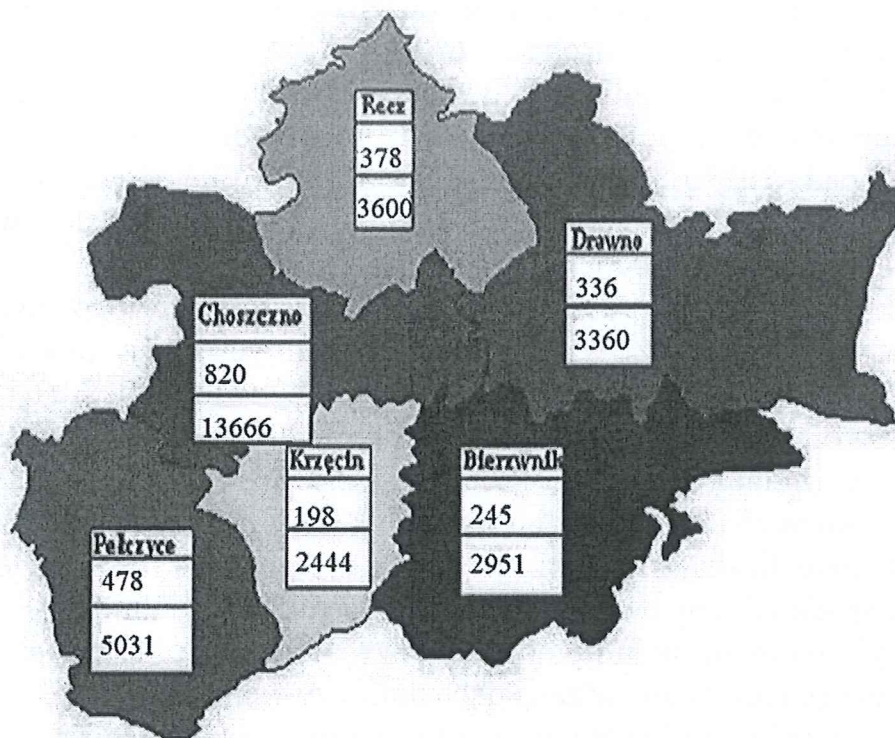 Recz
378
3600
Drawno
336
3360
Choszczno
820
13666
Krzęcin
198
2444
Bierzwnik
245
2951
Pełczyce
478
5031